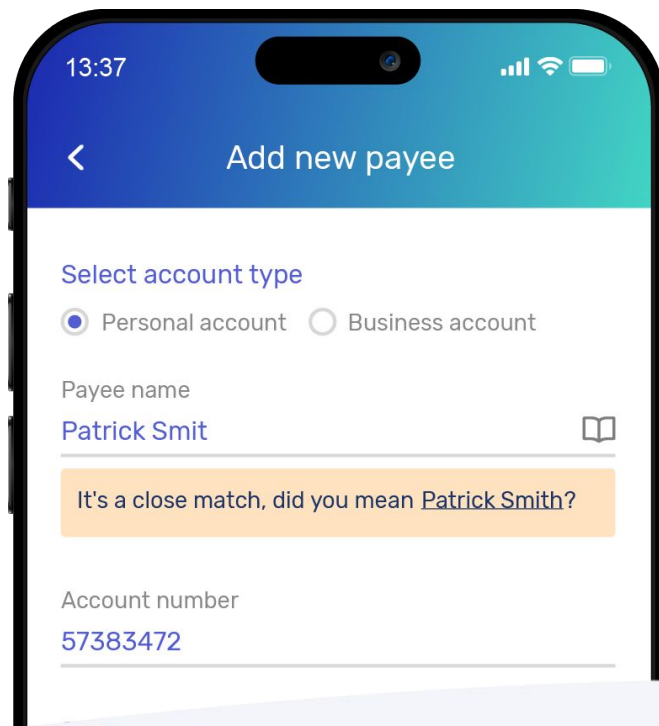 13:37
Add new payee
Select account type
Personal account Business account
Payee name
Patrick Smit
It's a close match, did you mean Patrick Smith?
Account number
57383472